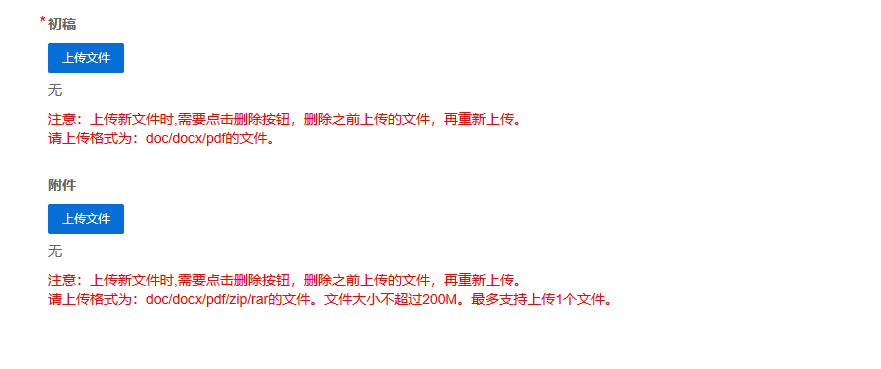 *初稿
上传文件
无
注意：上传新文件时,需要点击删除按钮，删除之前上传的文件，再重新上传。
请上传格式为：doc/docx/pdf的文件。
附件
上传文件
无
注意：上传新文件时,需要点击删除按钮，删除之前上传的文件，再重新上传。
请上传格式为：doc/docx/pdf/zip/rar的文件。文件大小不超过200M。最多支持上传1个文件。